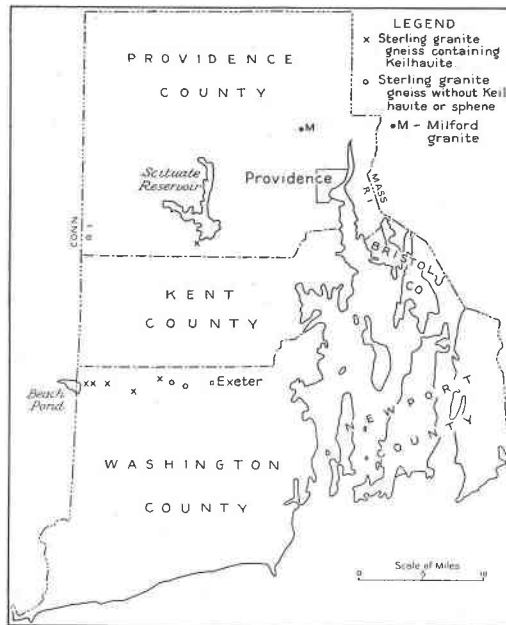 LEGEND
x Sterling granite
gneiss containing
Keilhauite
o Sterling granite
gneiss without Keil
hauite or sphene
•M – Milford
granite
PROVIDENCE
COUNTY
•M
Scituate
Reservoir
Providence
MASS
R I
CONN
R I
BRISTOL
CO
KENT
COUNTY
Beach
Pond
Exeter
NEWPORT
COUNTY
WASHINGTON
COUNTY
Scale of Miles
0 5 10